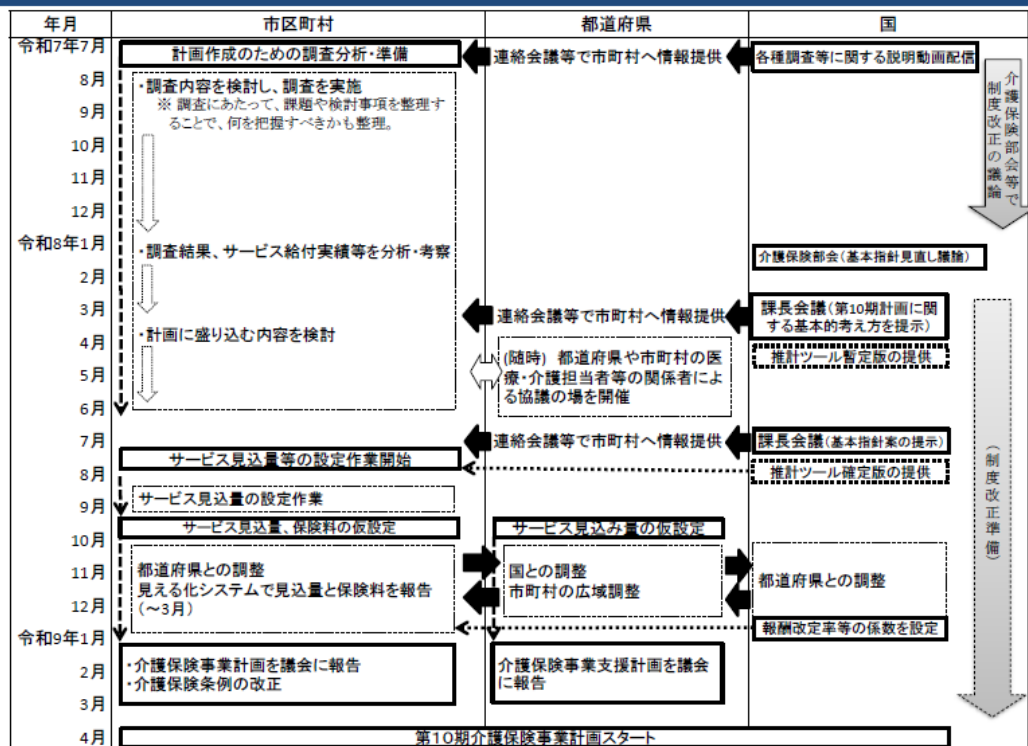 年月
市区町村
都道府県
国
令和7年7月
計画作成のための調査分析・準備
連絡会議等で市町村へ情報提供
各種調査等に関する説明動画配信
8月
・調査内容を検討し、調査を実施
※ 調査にあたって、課題や検討事項を整理す
ることで、何を把握すべきかも整理。
9月
10月
11月
12月
介護保険部会等で
制度改正の議論
令和8年1月
・調査結果、サービス給付実績等を分析・考察
介護保険部会(基本指針見直し議論)
2月
3月
連絡会議等で市町村へ情報提供
課長会議(第10期計画に関
する基本的考え方を提示)
・計画に盛り込む内容を検討
4月
推計ツール暫定版の提供
5月
(随時) 都道府県や市町村の医
療・介護担当者等の関係者によ
る協議の場を開催
6月
7月
連絡会議等で市町村へ情報提供
課長会議(基本指針案の提示)
サービス見込量等の設定作業開始
8月
推計ツール確定版の提供
(制度改正準備)
9月
サービス見込量の設定作業
サービス見込量、保険料の仮設定
サービス見込み量の仮設定
10月
11月
都道府県との調整
見える化システムで見込量と保険料を報告
(~3月)
国との調整
市町村の広域調整
都道府県との調整
12月
報酬改定率等の係数を設定
令和9年1月
2月
・介護保険事業計画を議会に報告
・介護保険条例の改正
介護保険事業支援計画を議会
に報告
3月
4月
第10期介護保険事業計画スタート